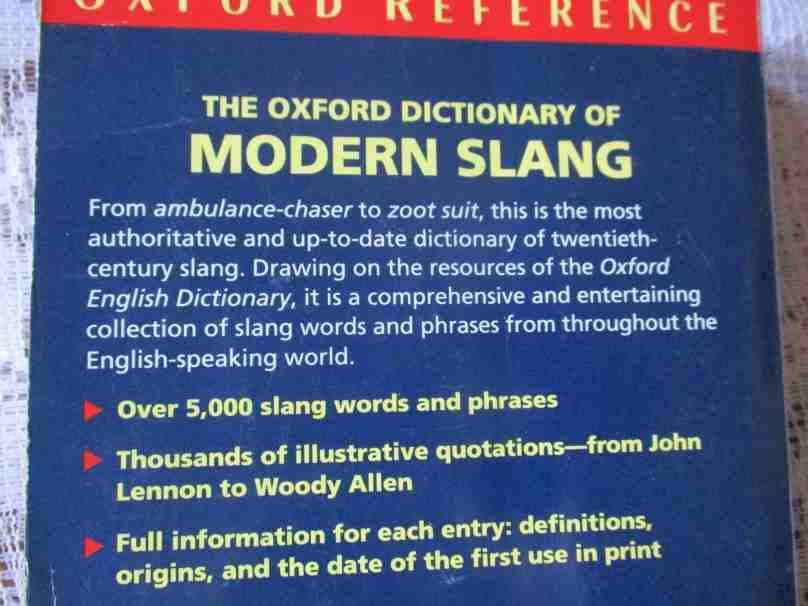 OXFORD REFERENCE
THE OXFORD DICTIONARY OF
MODERN SLANG
From ambulance-chaser to zoot suit, this is the most
authoritative and up-to-date dictionary of twentieth-
century slang. Drawing on the resources of the Oxford
English Dictionary, it is a comprehensive and entertaining
collection of slang words and phrases from throughout the
English-speaking world.
Over 5,000 slang words and phrases
Thousands of illustrative quotations—from John
Lennon to Woody Allen
Full information for each entry: definitions,
origins, and the date of the first use in print